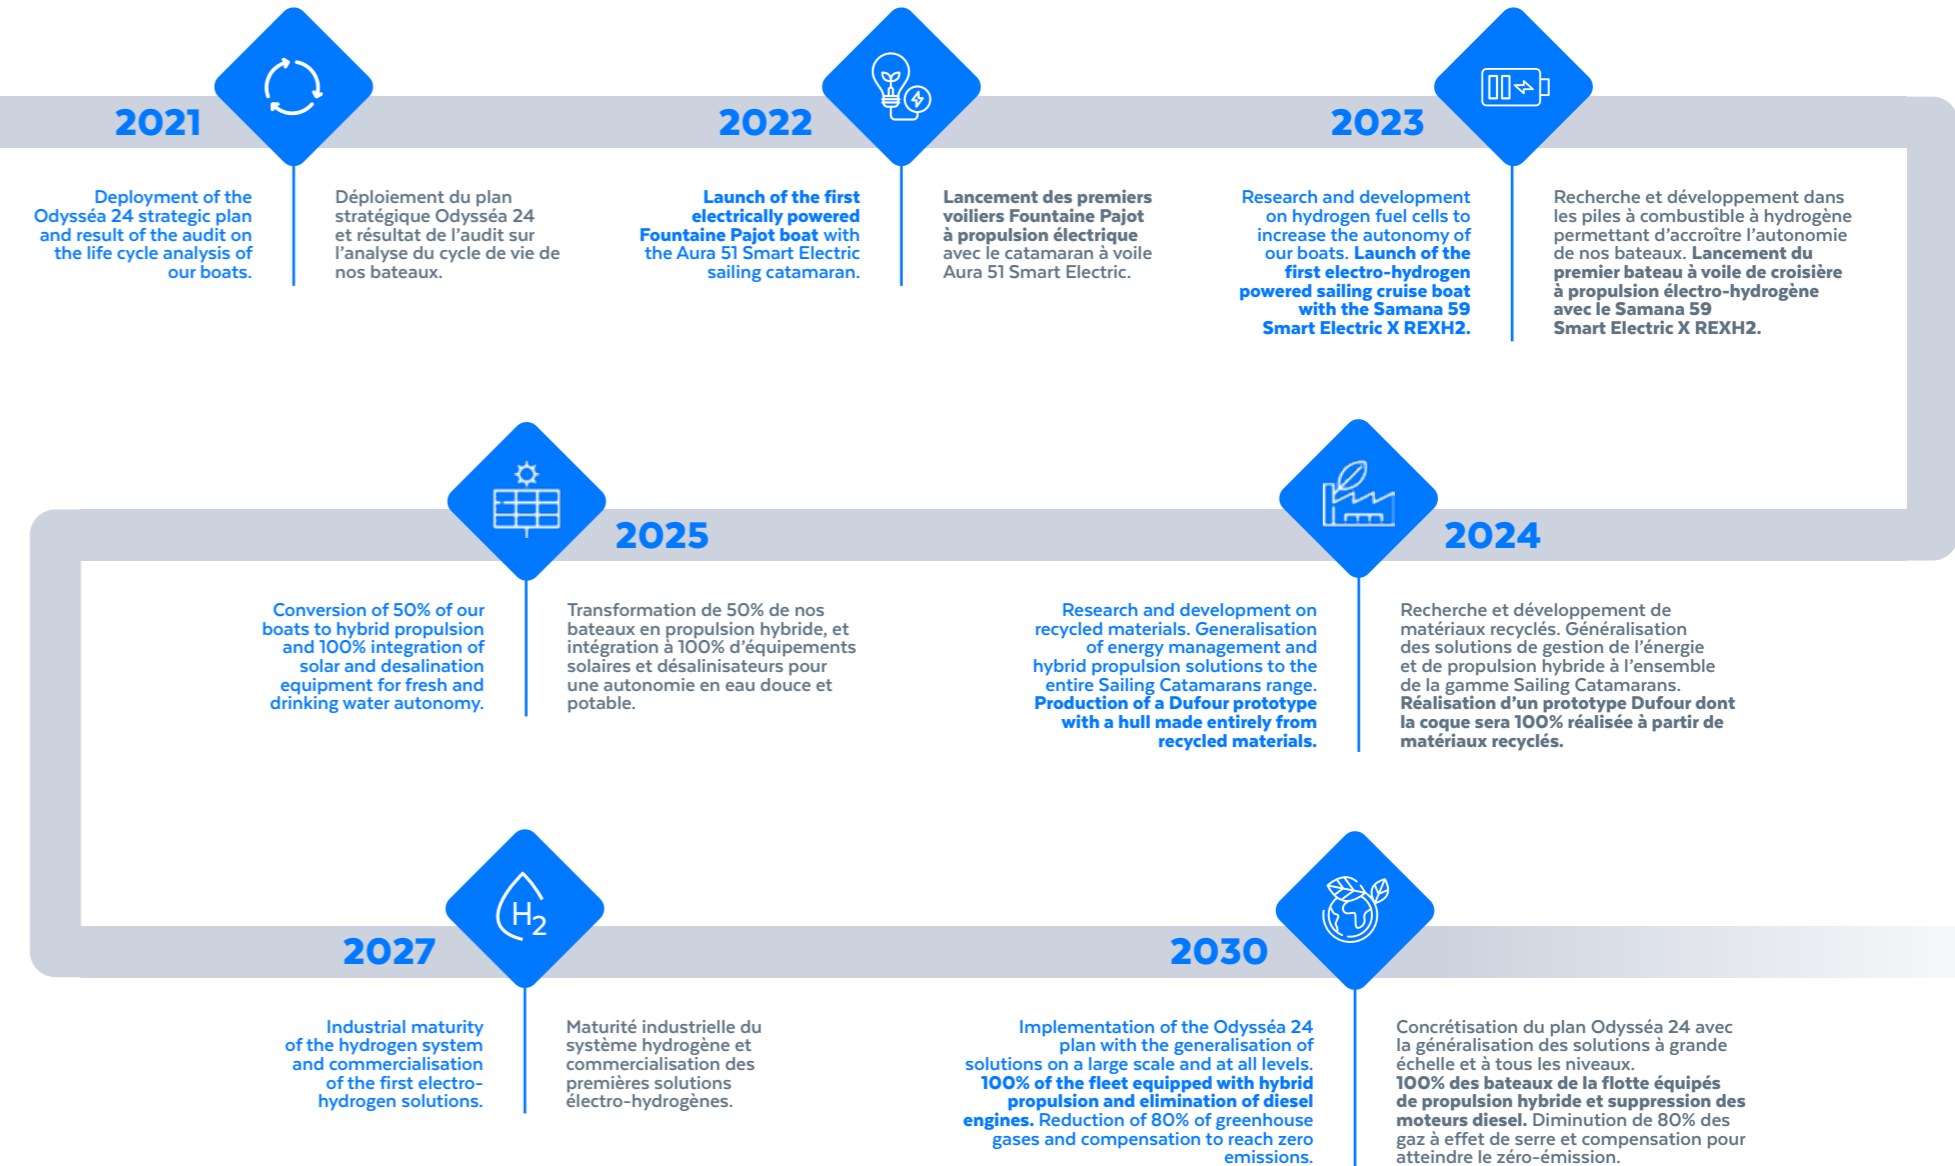 2021
Deployment of the
Odysséa 24 strategic plan
and result of the audit on
the life cycle analysis of
our boats.
Déploiement du plan
stratégique Odysséa 24
et résultat de l'audit sur
l'analyse du cycle de vie de
nos bateaux.
2022
Launch of the first
electrically powered
Fountaine Pajot boat with
the Aura 51 Smart Electric
sailing catamaran.
Lancement des premiers
voiliers Fountaine Pajot
à propulsion électrique
avec le catamaran à voile
Aura 51 Smart Electric.
2023
Research and development
on hydrogen fuel cells to
increase the autonomy of
our boats. Launch of the
first electro-hydrogen
powered sailing cruise boat
with the Samana 59
Smart Electric X REXH2.
Recherche et développement dans
les piles à combustible à hydrogène
permettant d'accroître l'autonomie
de nos bateaux. Lancement du
premier bateau à voile de croisière
à propulsion électro-hydrogène
avec le Samana 59
Smart Electric X REXH2.
2024
Research and development on
recycled materials. Generalisation
of energy management and
hybrid propulsion solutions to the
entire Sailing Catamarans range.
Production of a Dufour prototype
with a hull made entirely from
recycled materials.
Recherche et développement de
matériaux recyclés. Généralisation
des solutions de gestion de l'énergie
et de propulsion hybride à l'ensemble
de la gamme Sailing Catamarans.
Réalisation d'un prototype Dufour dont
la coque sera 100% réalisée à partir de
matériaux recyclés.
2025
Conversion of 50% of our
boats to hybrid propulsion
and 100% integration of
solar and desalination
equipment for fresh and
drinking water autonomy.
Transformation de 50% de nos
bateaux en propulsion hybride, et
intégration à 100% d'équipements
solaires et désalinisateurs pour
une autonomie en eau douce et
potable.
H2
2027
Industrial maturity
of the hydrogen system
and commercialisation
of the first electro-
hydrogen solutions.
Maturité industrielle du
système hydrogène et
commercialisation des
premières solutions
électro-hydrogènes.
2030
Implementation of the Odysséa 24
plan with the generalisation of
solutions on a large scale and at all levels.
100% of the fleet equipped with hybrid
propulsion and elimination of diesel
engines. Reduction of 80% of greenhouse
gases and compensation to reach zero
emissions.
Concrétisation du plan Odysséa 24 avec
la généralisation des solutions à grande
échelle et à tous les niveaux.
100% des bateaux de la flotte équipés
de propulsion hybride et suppression des
moteurs diesel. Diminution de 80% des
gaz à effet de serre et compensation pour
atteindre le zéro-émission.